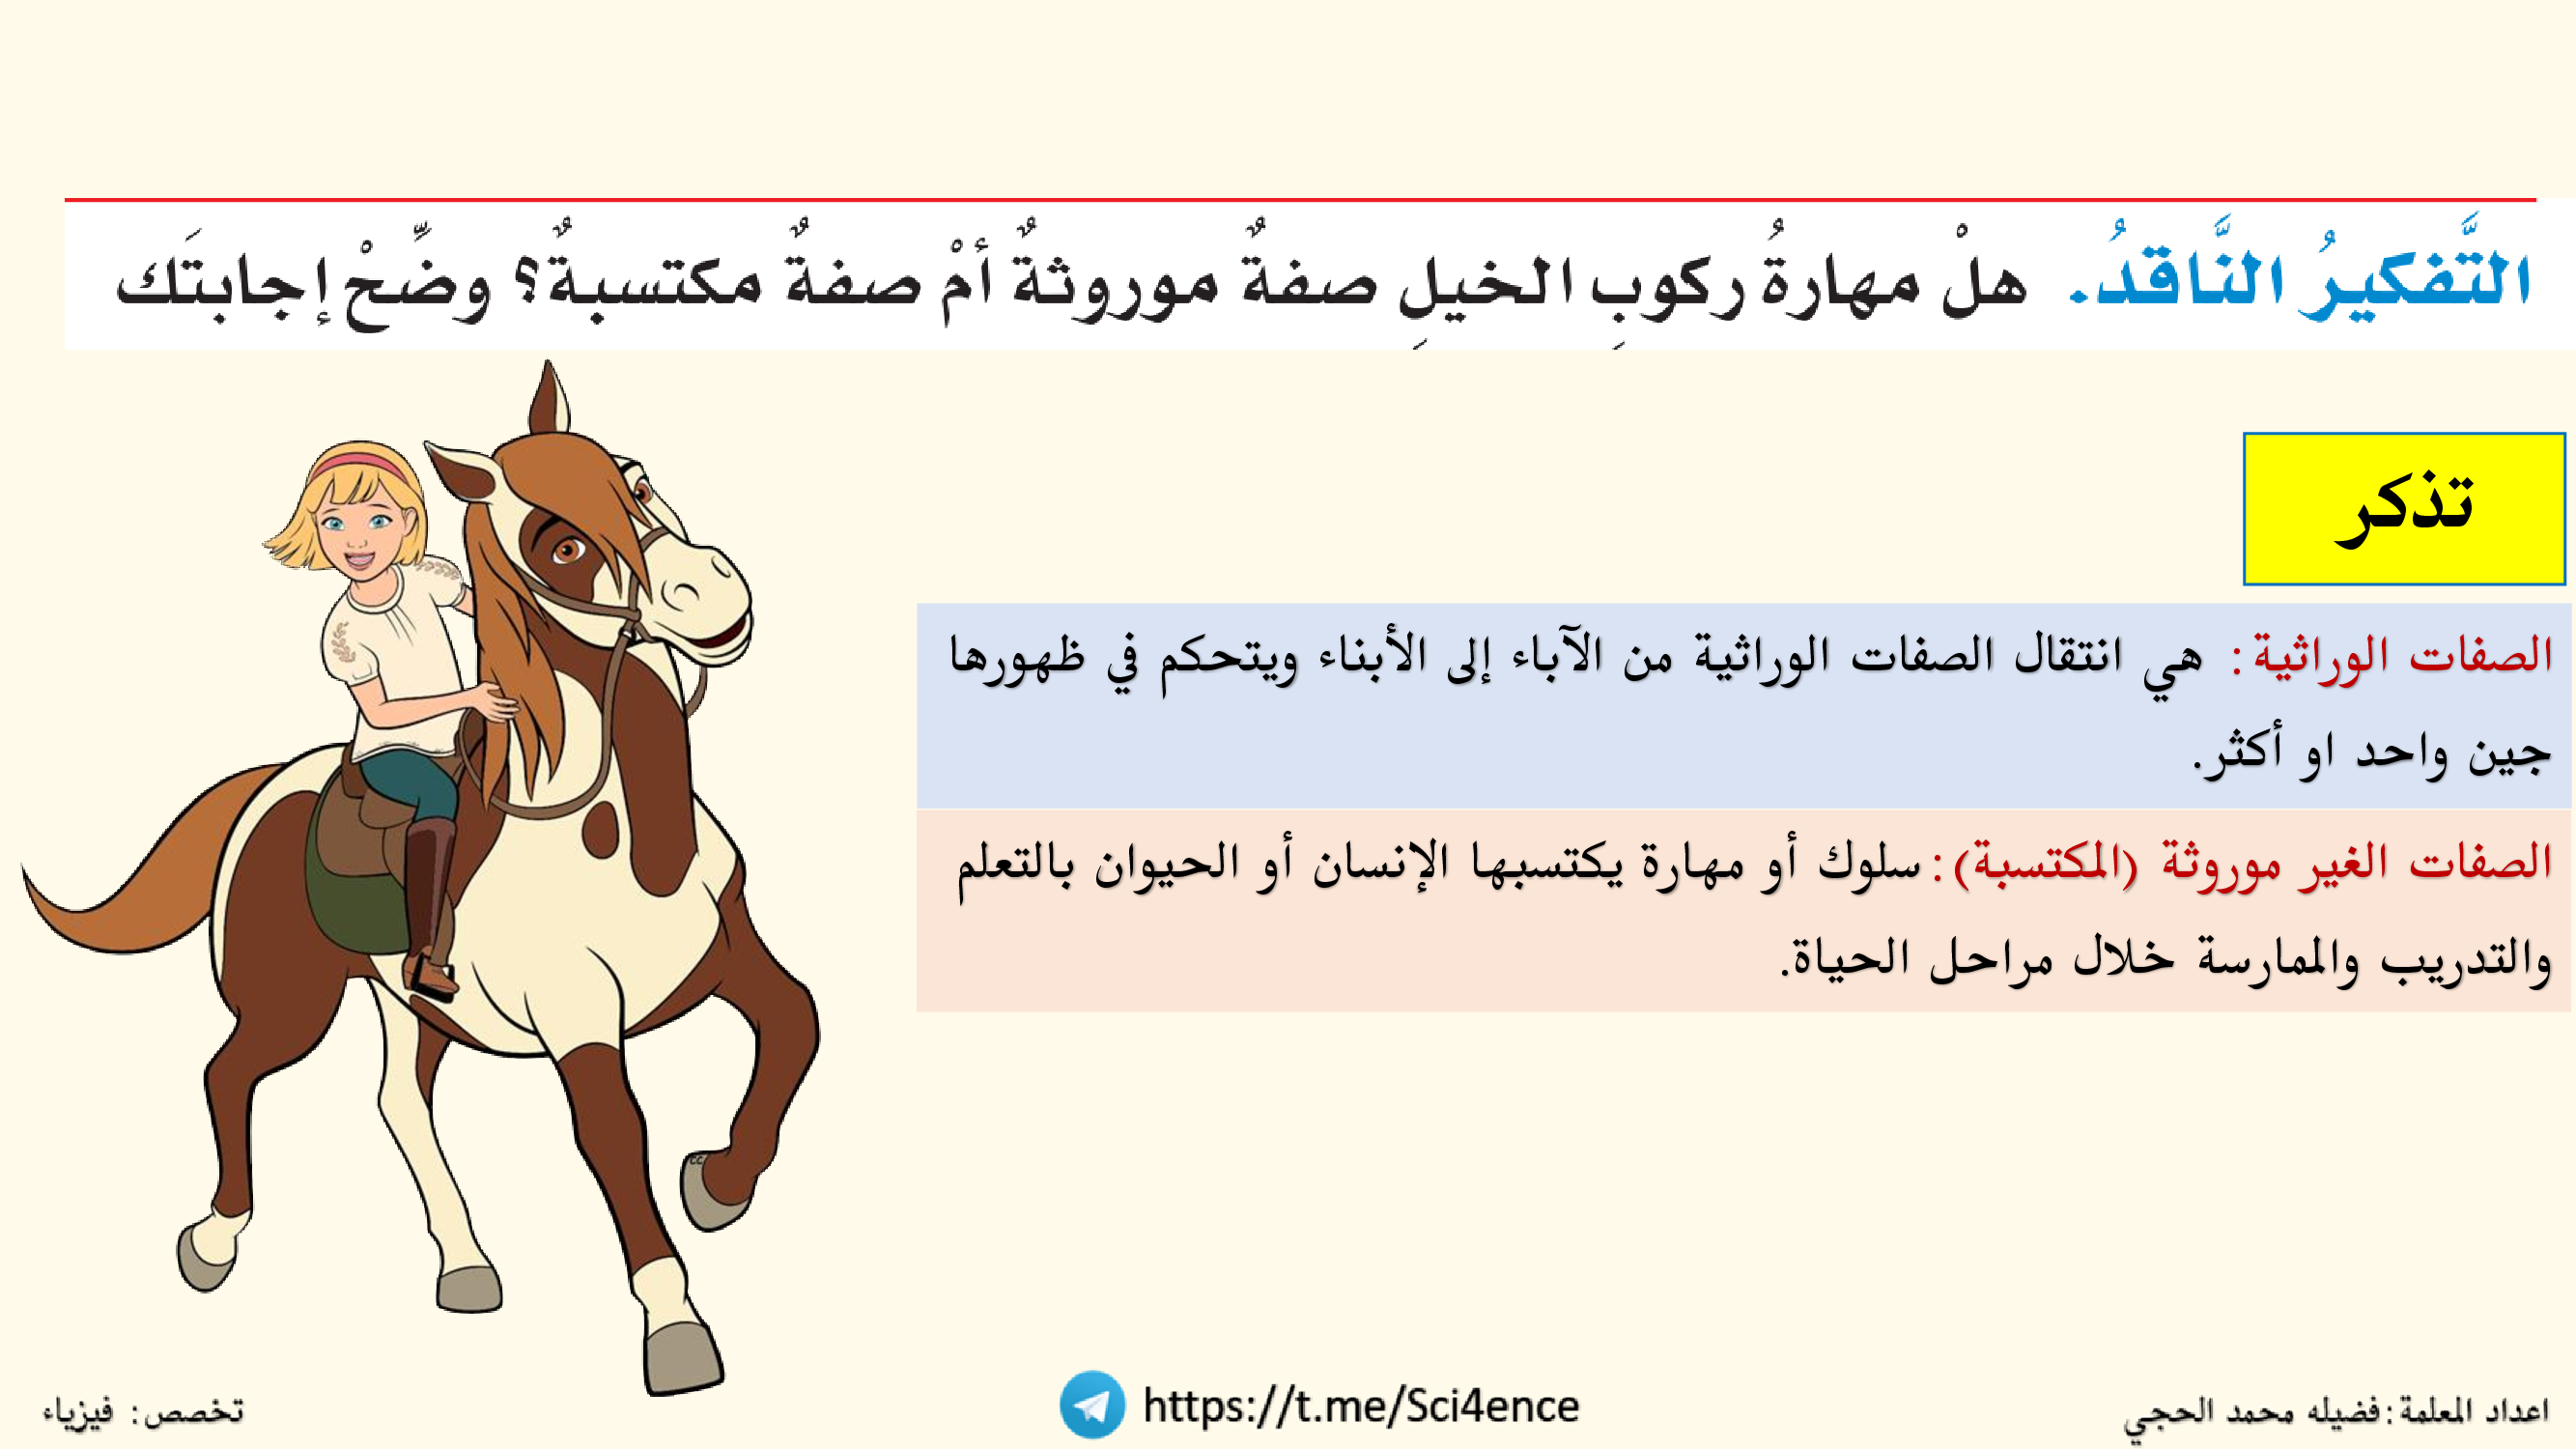 التَّفكيرُ النَّاقدُ. هلْ مهارةُ ركوبِ الخيلِ صفةٌ موروثةٌ أمْ صفةٌ مكتسبةٌ؟ وضِّحْ إجابتَك
تذكر
الصفات الوراثية: هي انتقال الصفات الوراثية من الآباء إلى الأبناء ويتحكم في ظهورها
جين واحد او أكثر.
الصفات الغير موروثة (المكتسبة): سلوك أو مهارة يكتسبها الإنسان أو الحيوان بالتعلم
والتدريب والممارسة خلال مراحل الحياة.
اعداد المعلمة: فضيله محمد الحجي
https://t.me/Sci4ence
تخصص: فيزياء